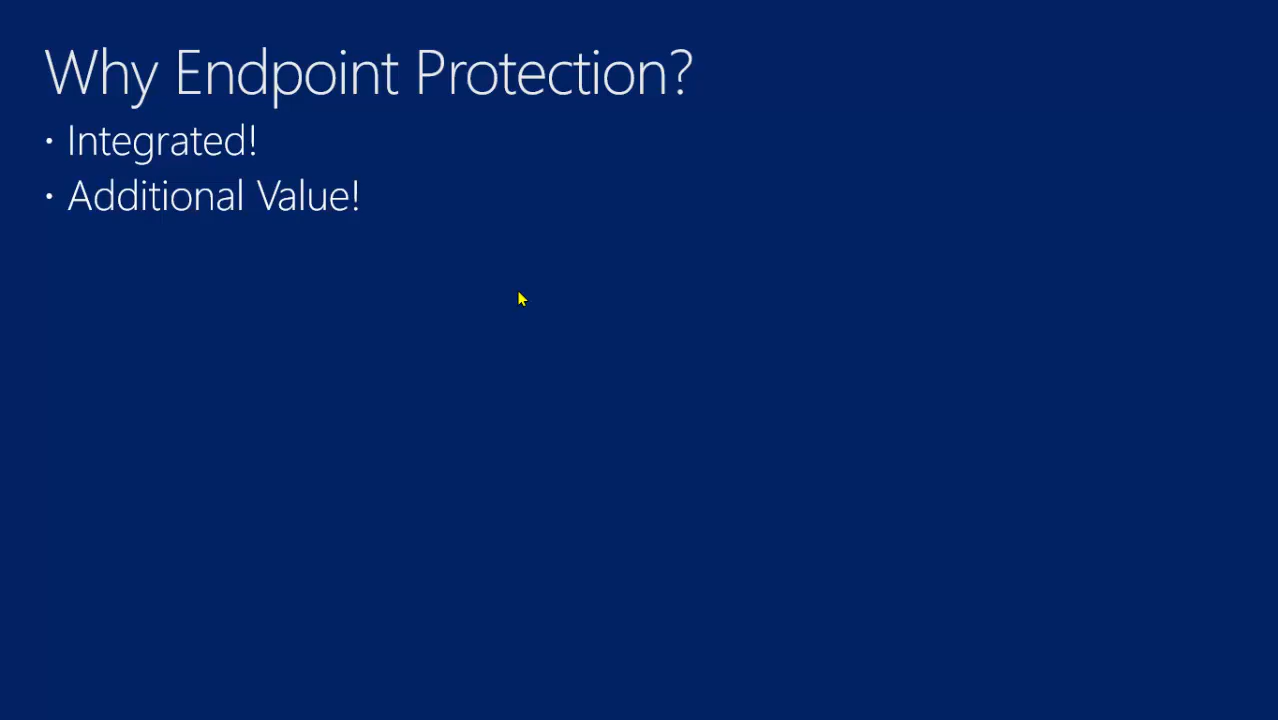 Why Endpoint Protection?
• Integrated!
• Additional Value!